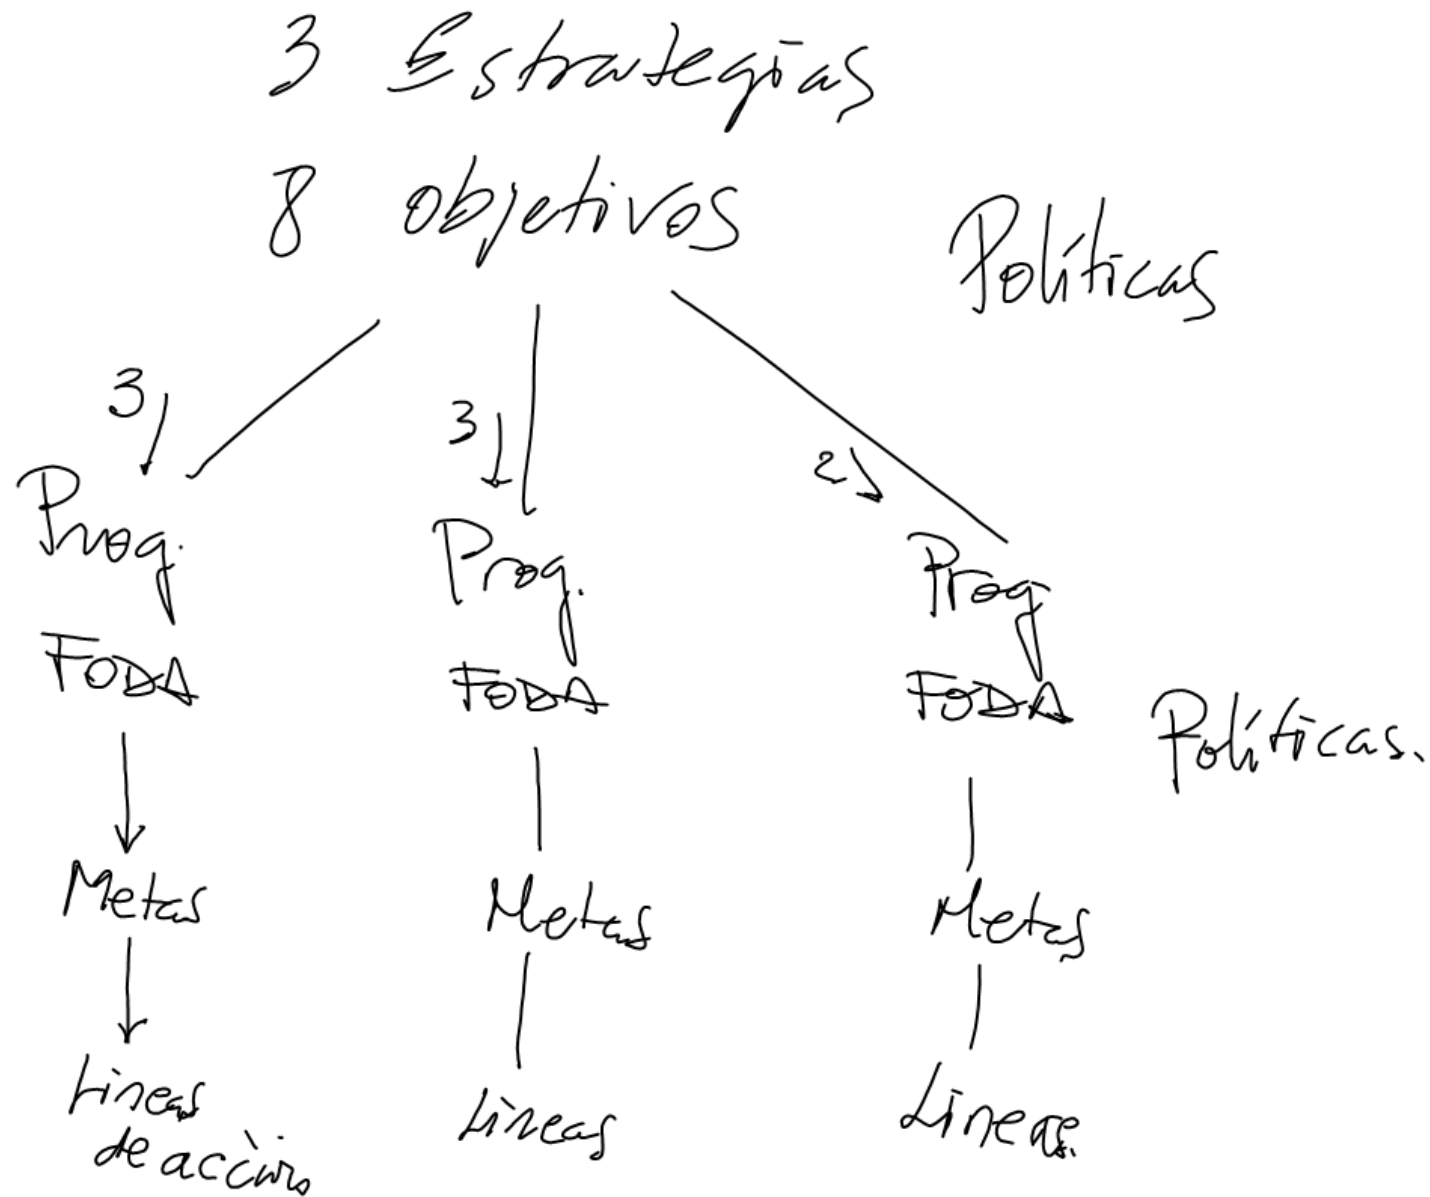 3 Estrategias
8 objetivos
Políticas
3
3
2
Prog.
Prog.
Prog
FODA
FODA
FODA
Políticas.
Metas
Metas
Metas
Lineas
de acción
Lineas
Lineas.